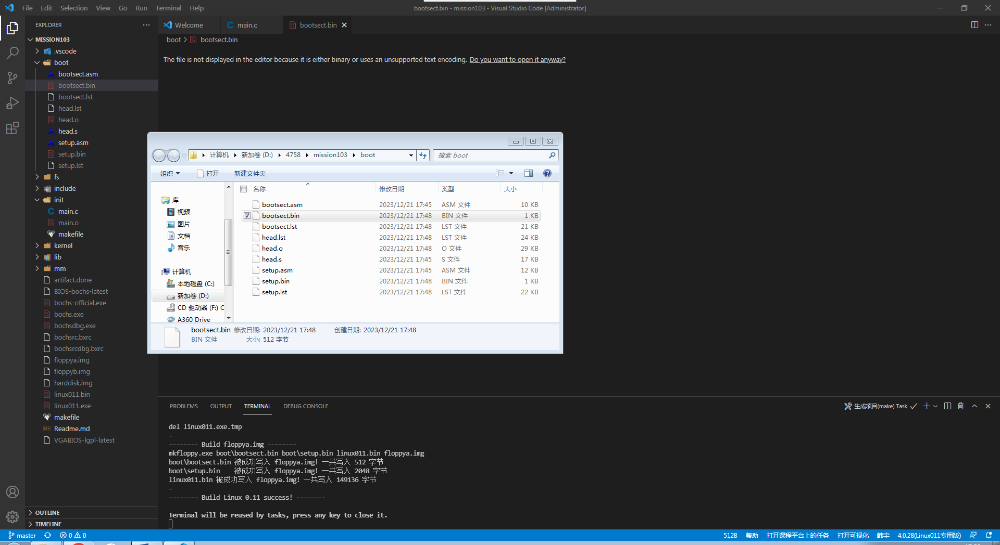 File Edit Selection View Go Run Terminal Help
bootsect.bin - mission103 - Visual Studio Code [Administrator]
EXPLORER
MISSION103
.vscode
boot
bootsect.asm
bootsect.bin
bootsect.lst
head.lst
head.o
head.s
setup.asm
setup.bin
setup.lst
fs
include
init
main.c
main.o
makefile
kernel
lib
mm
artifact.done
BIOS-bochs-latest
bochs-official.exe
bochs.exe
bochsdbg.exe
bochsrc.bxrc
bochsrcdbg.bxrc
floppya.img
floppyb.img
harddisk.img
linux011.bin
linux011.exe
makefile
Readme.md
VGABIOS-lgpl-latest
OUTLINE
TIMELINE
Welcome
main.c
bootsect.bin
boot > bootsect.bin
The file is not displayed in the editor because it is either binary or uses an unsupported text encoding. Do you want to open it anyway?
计算机 新加卷 (D:) 4758 mission103 boot
搜索 boot
组织 打开 新建文件夹
库
视频
图片
文档
音乐
计算机
本地磁盘 (C:)
新加卷 (D:)
CD 驱动器 (F:) C
A360 Drive
名称 修改日期 类型 大小
bootsect.asm 2023/12/21 17:45 ASM 文件 10 KB
bootsect.bin 2023/12/21 17:48 BIN 文件 1 KB
bootsect.lst 2023/12/21 17:48 LST 文件 21 KB
head.lst 2023/12/21 17:48 LST 文件 24 KB
head.o 2023/12/21 17:48 O 文件 29 KB
head.s 2023/12/21 17:45 S 文件 17 KB
setup.asm 2023/12/21 17:45 ASM 文件 12 KB
setup.bin 2023/12/21 17:48 BIN 文件 1 KB
setup.lst 2023/12/21 17:48 LST 文件 22 KB
bootsect.bin 修改日期: 2023/12/21 17:48 创建日期: 2023/12/21 17:48
BIN 文件 大小: 512 字节
PROBLEMS OUTPUT TERMINAL DEBUG CONSOLE
生成项目(make) Task
del linux011.exe.tmp
-
-------- Build floppya.img --------
mkfloppy.exe boot\bootsect.bin boot\setup.bin linux011.bin floppya.img
boot\bootsect.bin 被成功写入 floppya.img! 一共写入 512 字节
boot\setup.bin 被成功写入 floppya.img! 一共写入 2048 字节
linux011.bin 被成功写入 floppya.img! 一共写入 149136 字节
-
-------- Build Linux 0.11 success! --------
Terminal will be reused by tasks, press any key to close it.
master 0 0
512B 帮助 打开课程平台上的任务 打开可视化 韩宇 4.0.28(Linux011专用版)